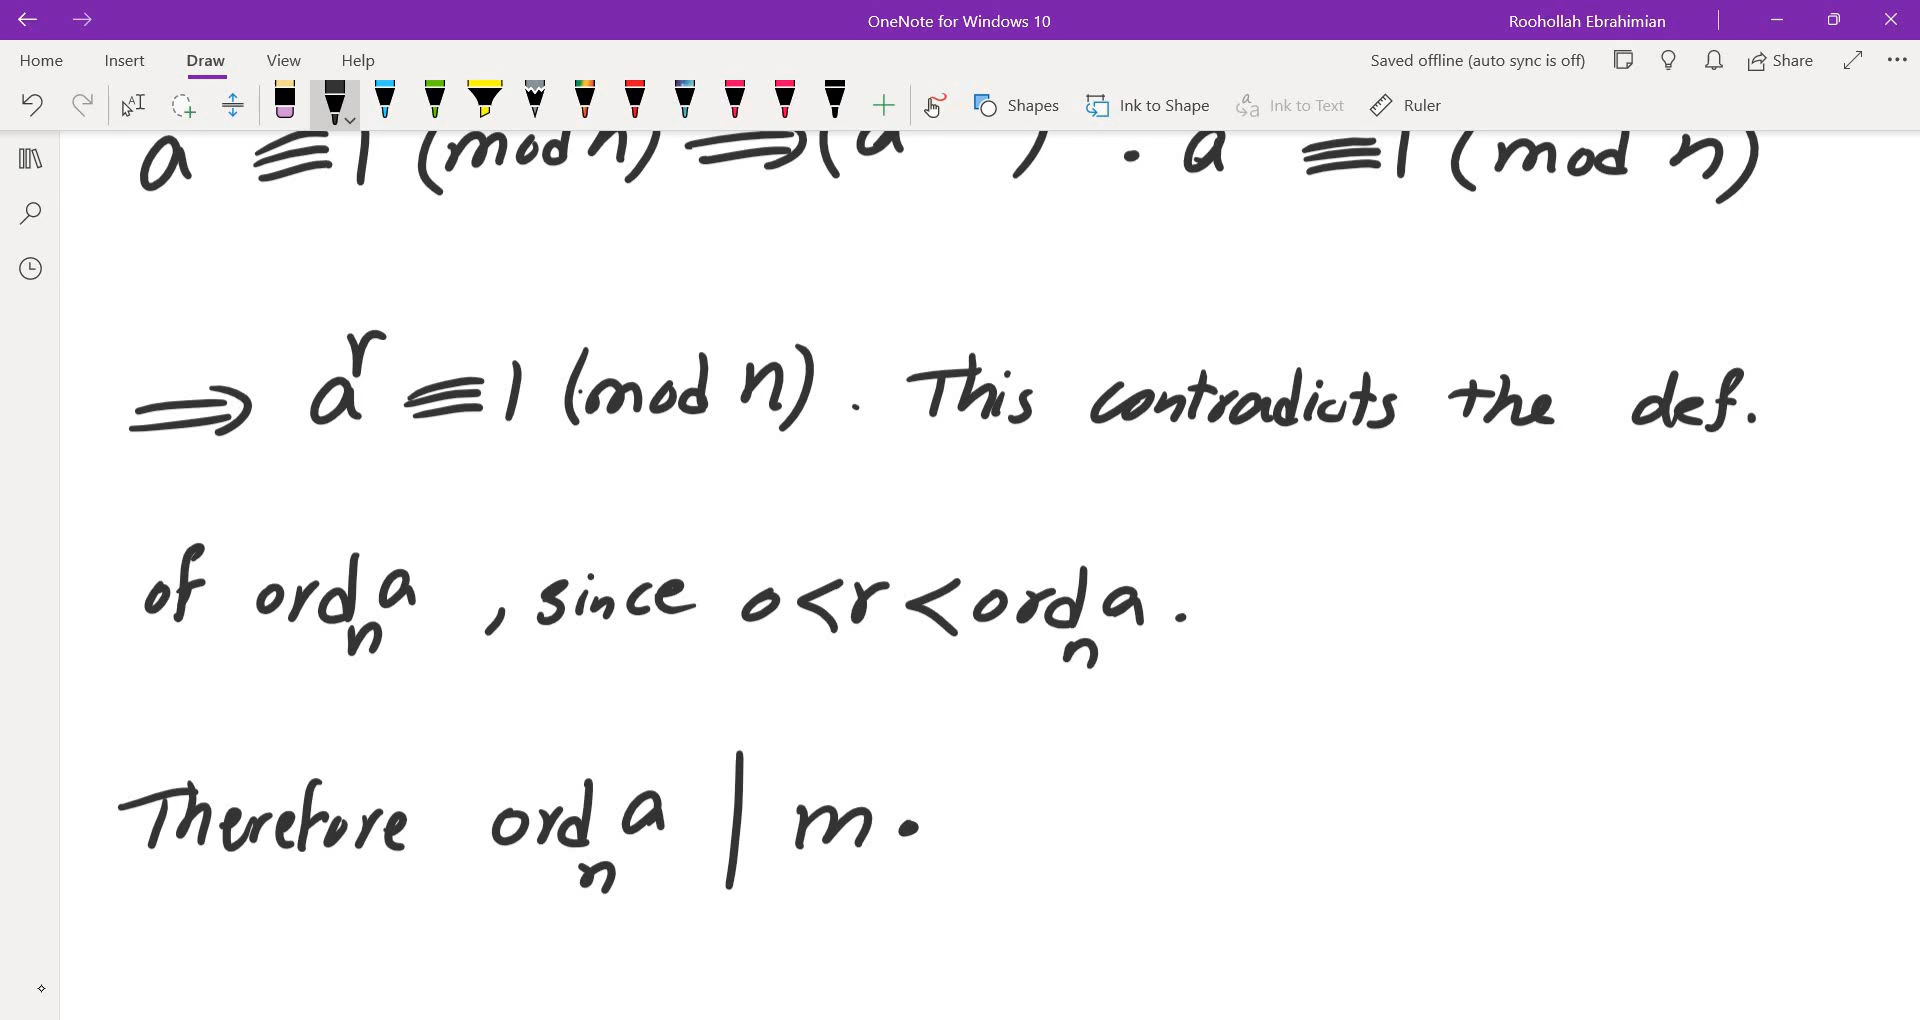 OneNote for Windows 10
Roohollah Ebrahimian
Home Insert Draw View Help
Saved offline (auto sync is off) Share
Shapes Ink to Shape Ink to Text Ruler
a ≡ 1 (mod n) ⟹ (a ) · a ≡ 1 (mod n)
⟹ a^r ≡ 1 (mod n). This contradicts the def.
of ord_n a, since 0 < r < ord_n a.
Therefore ord_n a | m.